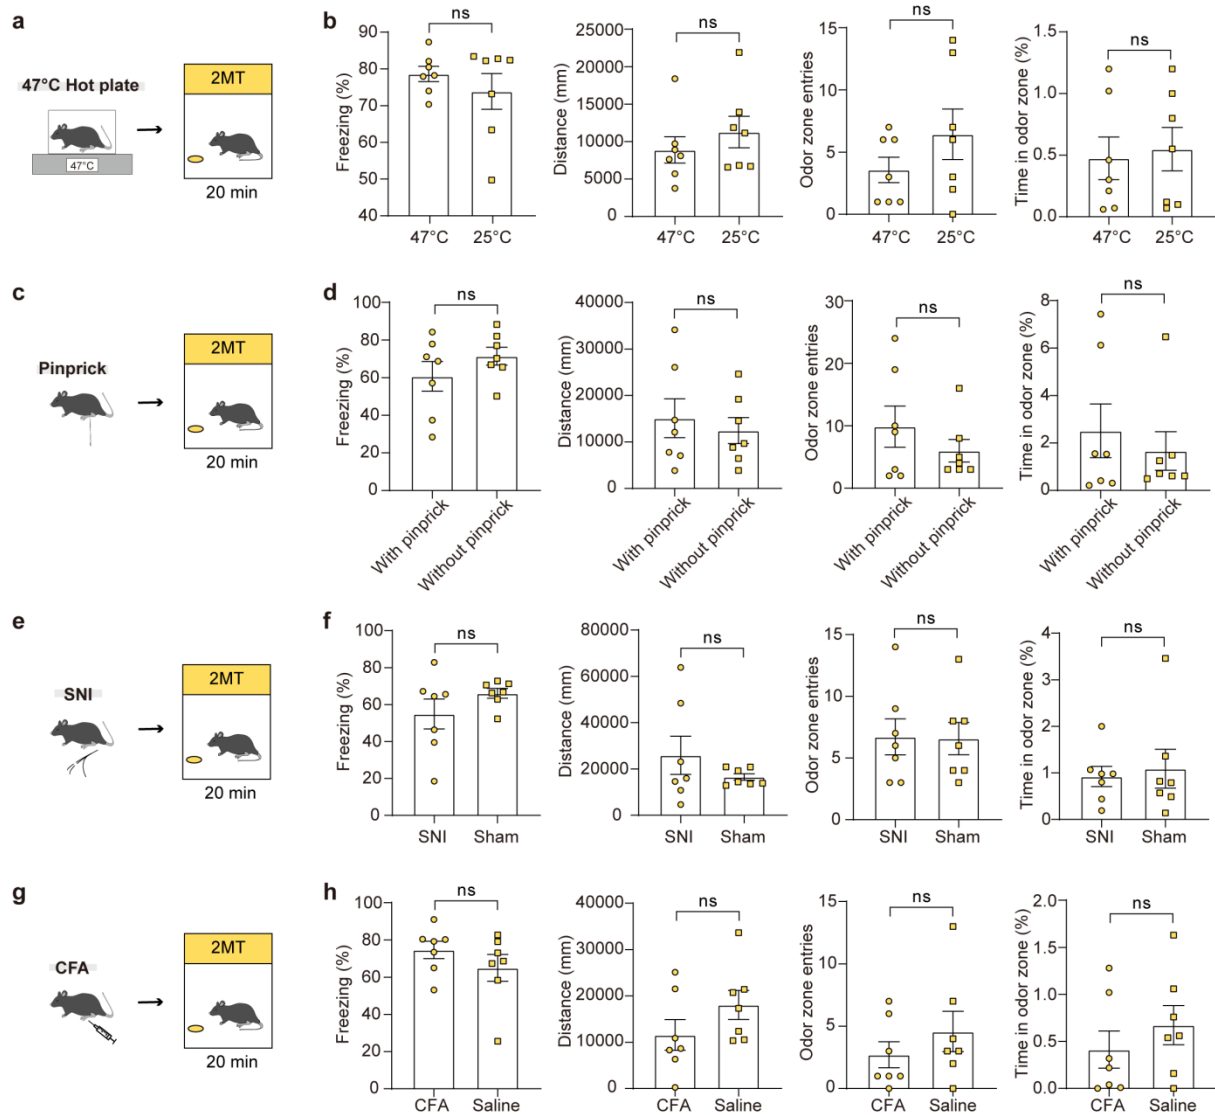 a
47°C Hot plate
47°C
2MT
20 min
b
ns
Freezing (%)
90
80
70
60
50
40
47°C
25°C
ns
Distance (mm)
25000
20000
15000
10000
5000
0
47°C
25°C
ns
Odor zone entries
15
10
5
0
47°C
25°C
ns
Time in odor zone (%)
1.5
1.0
0.5
0.0
47°C
25°C
c
Pinprick
2MT
20 min
d
ns
Freezing (%)
100
80
60
40
20
0
With pinprick
Without pinprick
ns
Distance (mm)
40000
30000
20000
10000
0
With pinprick
Without pinprick
ns
Odor zone entries
30
20
10
0
With pinprick
Without pinprick
ns
Time in odor zone (%)
8
6
4
2
0
With pinprick
Without pinprick
e
SNI
2MT
20 min
f
ns
Freezing (%)
100
80
60
40
20
0
SNI
Sham
ns
Distance (mm)
80000
60000
40000
20000
0
SNI
Sham
ns
Odor zone entries
15
10
5
0
SNI
Sham
ns
Time in odor zone (%)
4
3
2
1
0
SNI
Sham
g
CFA
2MT
20 min
h
ns
Freezing (%)
100
80
60
40
20
0
CFA
Saline
ns
Distance (mm)
40000
30000
20000
10000
0
CFA
Saline
ns
Odor zone entries
15
10
5
0
CFA
Saline
ns
Time in odor zone (%)
2.0
1.5
1.0
0.5
0.0
CFA
Saline